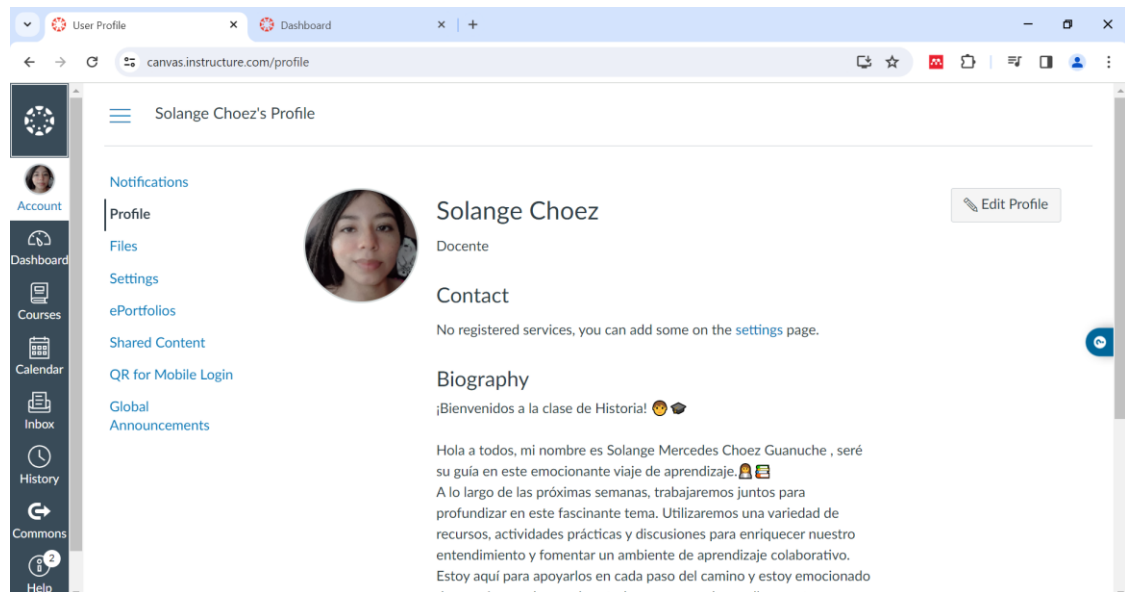 User Profile
Dashboard
canvas.instructure.com/profile
Solange Choez's Profile
Account
Dashboard
Courses
Calendar
Inbox
History
Commons
2
Help
Notifications
Profile
Files
Settings
ePortfolios
Shared Content
QR for Mobile Login
Global
Announcements
Solange Choez
Edit Profile
Docente
Contact
No registered services, you can add some on the settings page.
Biography
¡Bienvenidos a la clase de Historia! 🧑🎓
Hola a todos, mi nombre es Solange Mercedes Choez Guanuche , seré
su guía en este emocionante viaje de aprendizaje.👩‍🏫📚
A lo largo de las próximas semanas, trabajaremos juntos para
profundizar en este fascinante tema. Utilizaremos una variedad de
recursos, actividades prácticas y discusiones para enriquecer nuestro
entendimiento y fomentar un ambiente de aprendizaje colaborativo.
Estoy aquí para apoyarlos en cada paso del camino y estoy emocionado